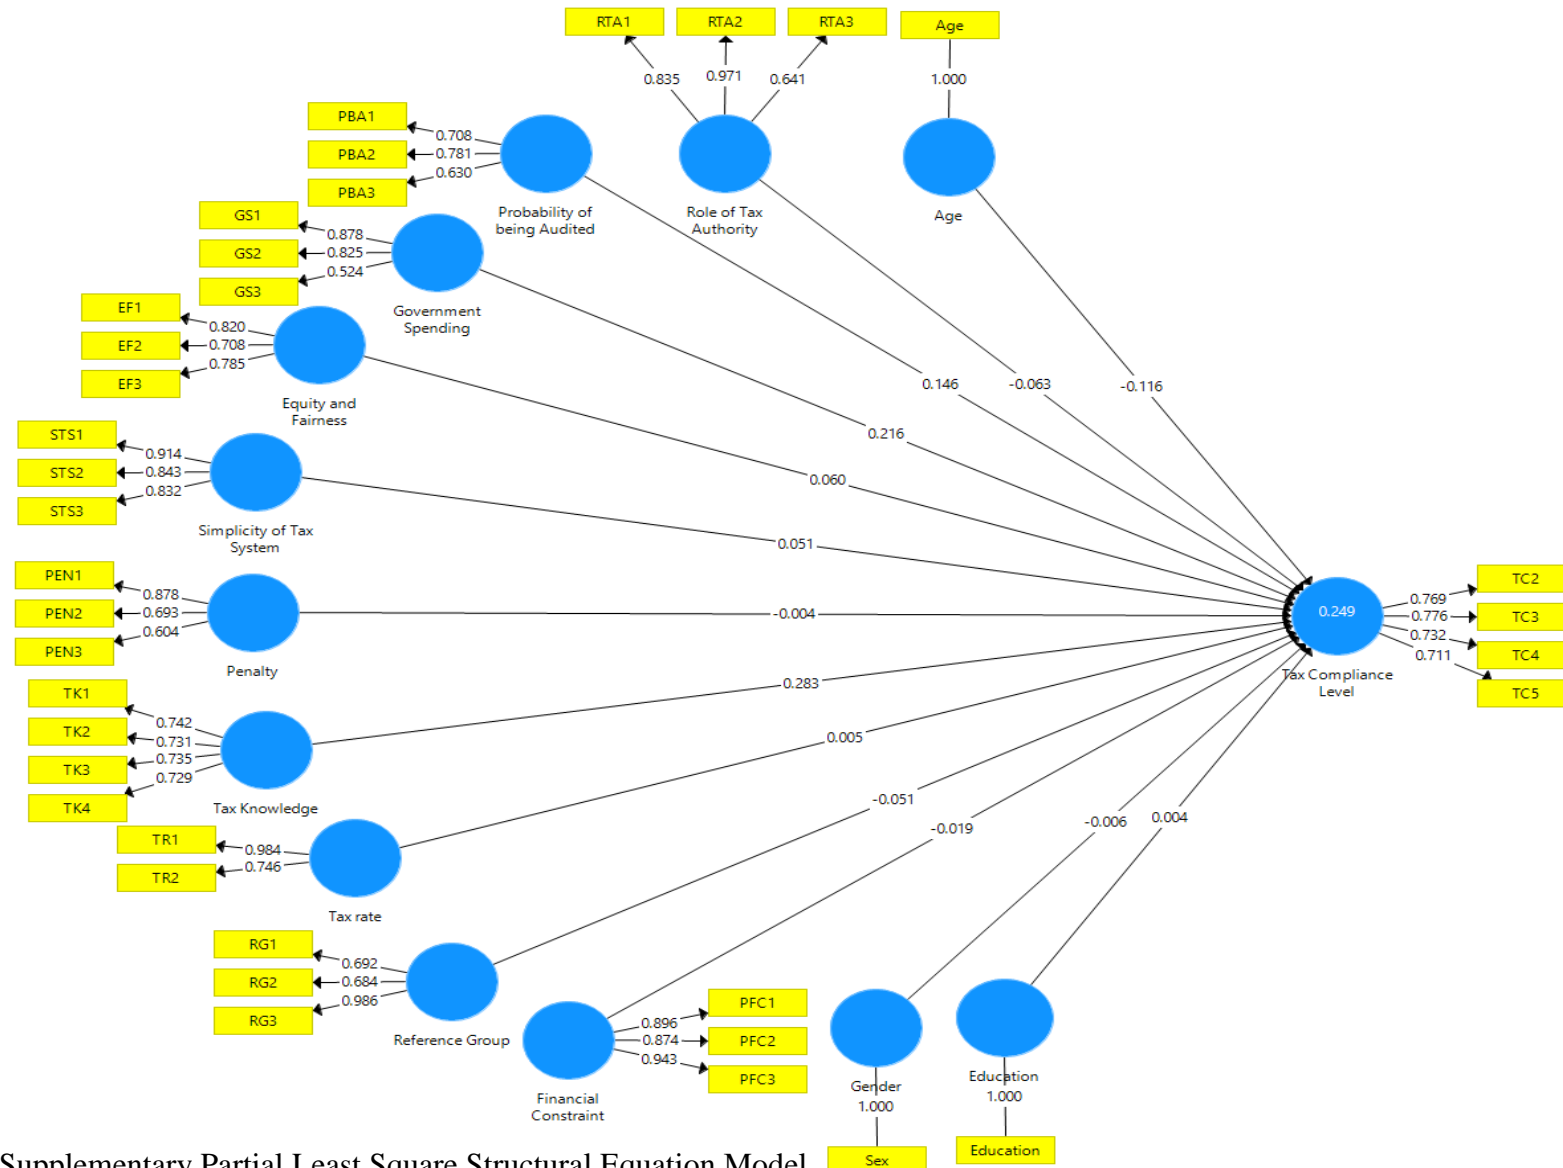 RTA1
RTA2
RTA3
Age
0.835
0.971
0.641
1.000
PBA1
PBA2
PBA3
0.708
0.781
0.630
Probability of
being Audited
Role of Tax
Authority
Age
GS1
GS2
GS3
0.878
0.825
0.524
Government
Spending
EF1
EF2
EF3
0.820
0.708
0.785
Equity and
Fairness
0.146
-0.063
-0.116
0.216
0.060
STS1
STS2
STS3
0.914
0.843
0.832
Simplicity of Tax
System
0.051
PEN1
PEN2
PEN3
0.878
0.693
0.604
Penalty
-0.004
0.249
Tax Compliance
Level
0.769
0.776
0.732
0.711
TC2
TC3
TC4
TC5
TK1
TK2
TK3
TK4
0.742
0.731
0.735
0.729
Tax Knowledge
0.283
TR1
TR2
0.984
0.746
Tax rate
0.005
-0.051
-0.019
-0.006
0.004
RG1
RG2
RG3
0.692
0.684
0.986
Reference Group
PFC1
PFC2
PFC3
0.896
0.874
0.943
Financial
Constraint
Gender
1.000
Sex
Education
1.000
Education
Supplementary Partial Least Square Structural Equation Model